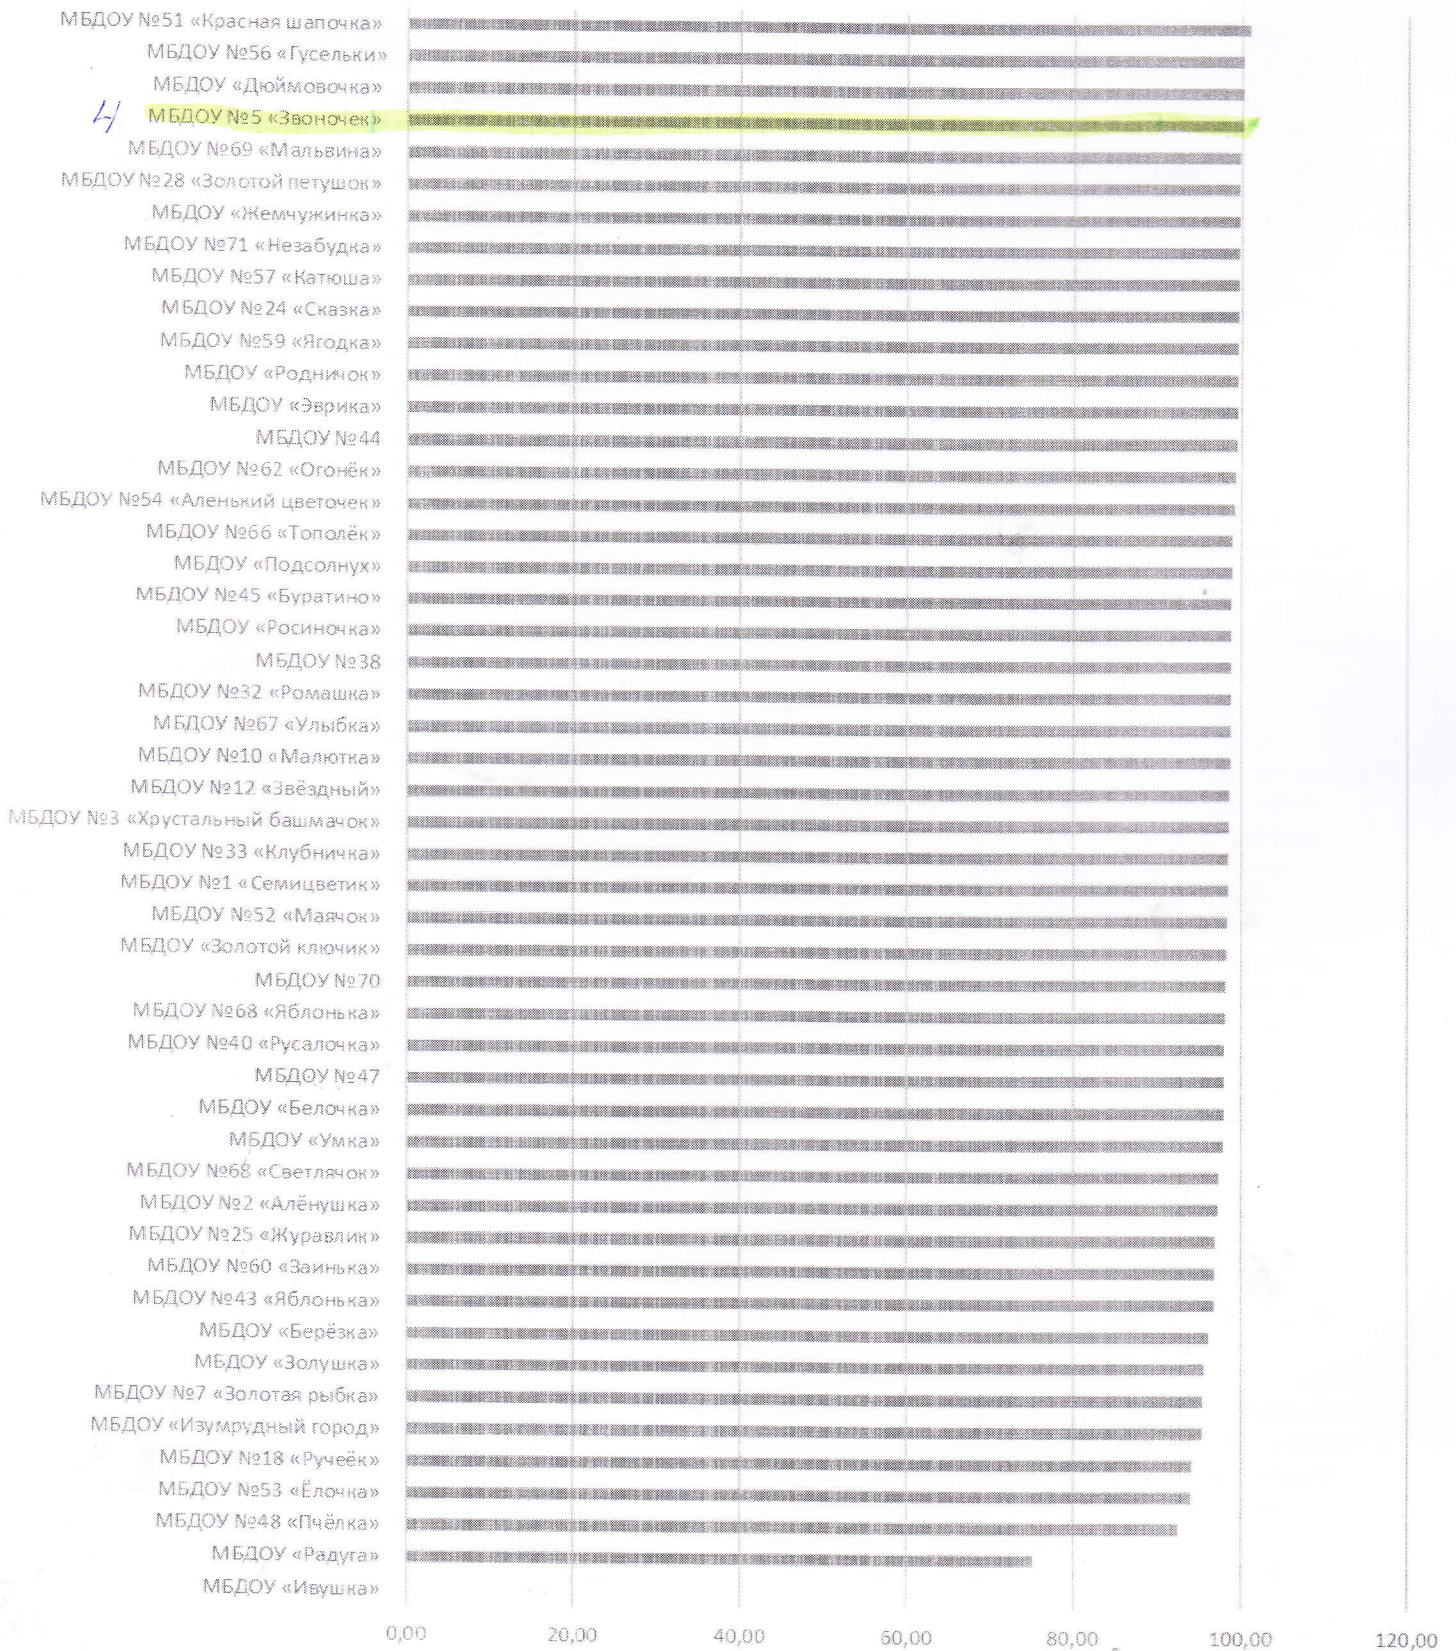 МБДОУ №51 «Красная шапочка»
МБДОУ №56 «Гусельки»
МБДОУ «Дюймовочка»
4 МБДОУ №5 «Звоночек»
МБДОУ №69 «Мальвина»
МБДОУ №28 «Золотой петушок»
МБДОУ «Жемчужинка»
МБДОУ №71 «Незабудка»
МБДОУ №57 «Катюша»
МБДОУ №24 «Сказка»
МБДОУ №59 «Ягодка»
МБДОУ «Родничок»
МБДОУ «Эврика»
МБДОУ №44
МБДОУ №62 «Огонёк»
МБДОУ №54 «Аленький цветочек»
МБДОУ №66 «Тополёк»
МБДОУ «Подсолнух»
МБДОУ №45 «Буратино»
МБДОУ «Росиночка»
МБДОУ №38
МБДОУ №32 «Ромашка»
МБДОУ №67 «Улыбка»
МБДОУ №10 «Малютка»
МБДОУ №12 «Звёздный»
МБДОУ №3 «Хрустальный башмачок»
МБДОУ №33 «Клубничка»
МБДОУ №1 «Семицветик»
МБДОУ №52 «Маячок»
МБДОУ «Золотой ключик»
МБДОУ №70
МБДОУ №68 «Яблонька»
МБДОУ №40 «Русалочка»
МБДОУ №47
МБДОУ «Белочка»
МБДОУ «Умка»
МБДОУ №68 «Светлячок»
МБДОУ №2 «Алёнушка»
МБДОУ №25 «Журавлик»
МБДОУ №60 «Заинька»
МБДОУ №43 «Яблонька»
МБДОУ «Берёзка»
МБДОУ «Золушка»
МБДОУ №7 «Золотая рыбка»
МБДОУ «Изумрудный город»
МБДОУ №18 «Ручеёк»
МБДОУ №53 «Ёлочка»
МБДОУ №48 «Пчёлка»
МБДОУ «Радуга»
МБДОУ «Ивушка»
0,00 20,00 40,00 60,00 80,00 100,00 120,00